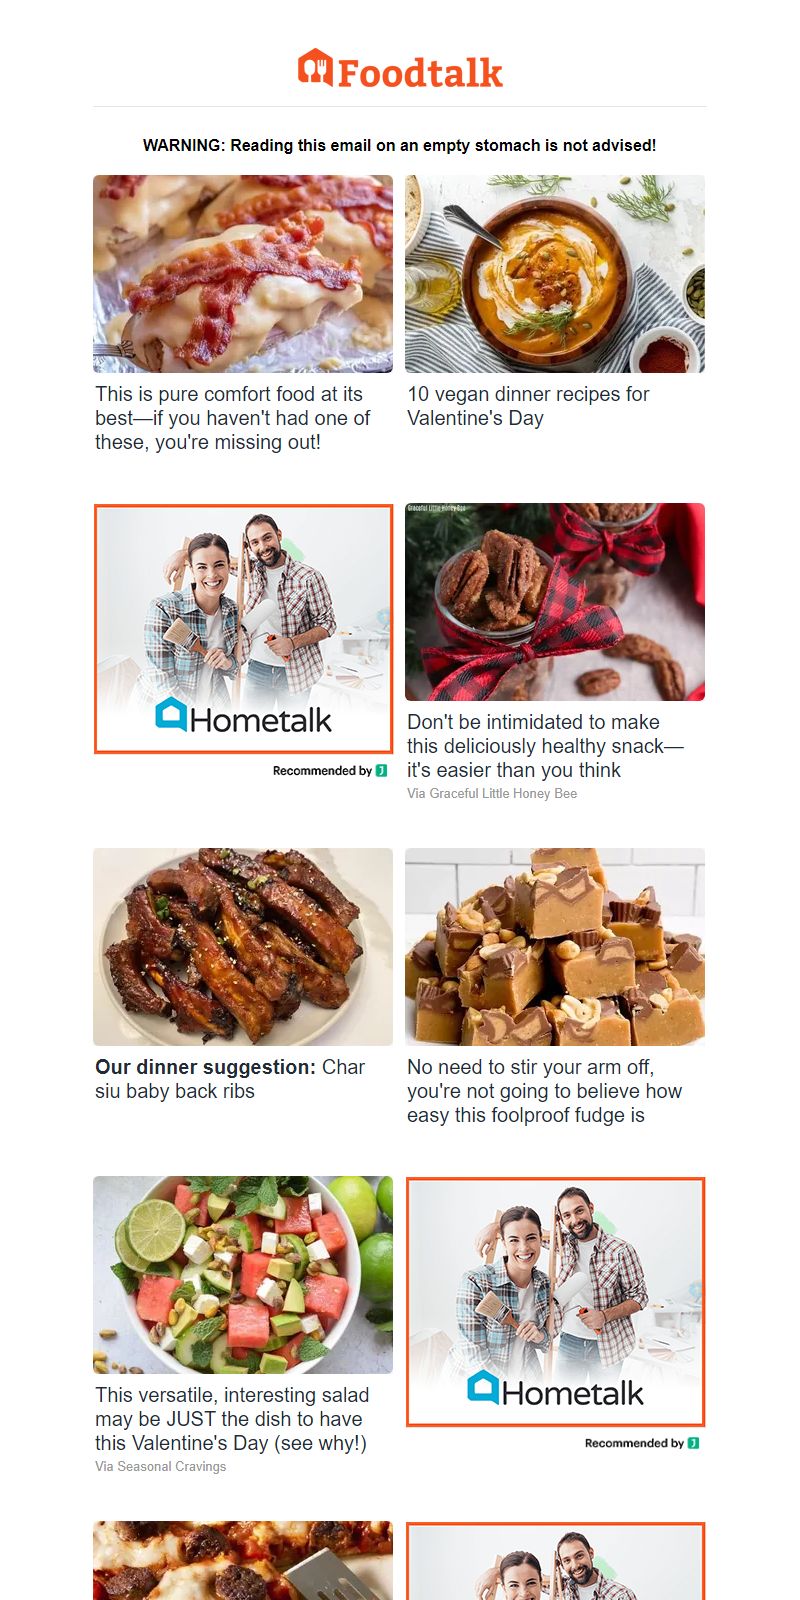 Foodtalk
WARNING: Reading this email on an empty stomach is not advised!
This is pure comfort food at its
best—if you haven't had one of
these, you're missing out!
10 vegan dinner recipes for
Valentine's Day
Hometalk
Recommended by J
Graceful Little Honey Bee
Don't be intimidated to make
this deliciously healthy snack—
it's easier than you think
Via Graceful Little Honey Bee
Our dinner suggestion: Char
siu baby back ribs
No need to stir your arm off,
you're not going to believe how
easy this foolproof fudge is
This versatile, interesting salad
may be JUST the dish to have
this Valentine's Day (see why!)
Via Seasonal Cravings
Hometalk
Recommended by J